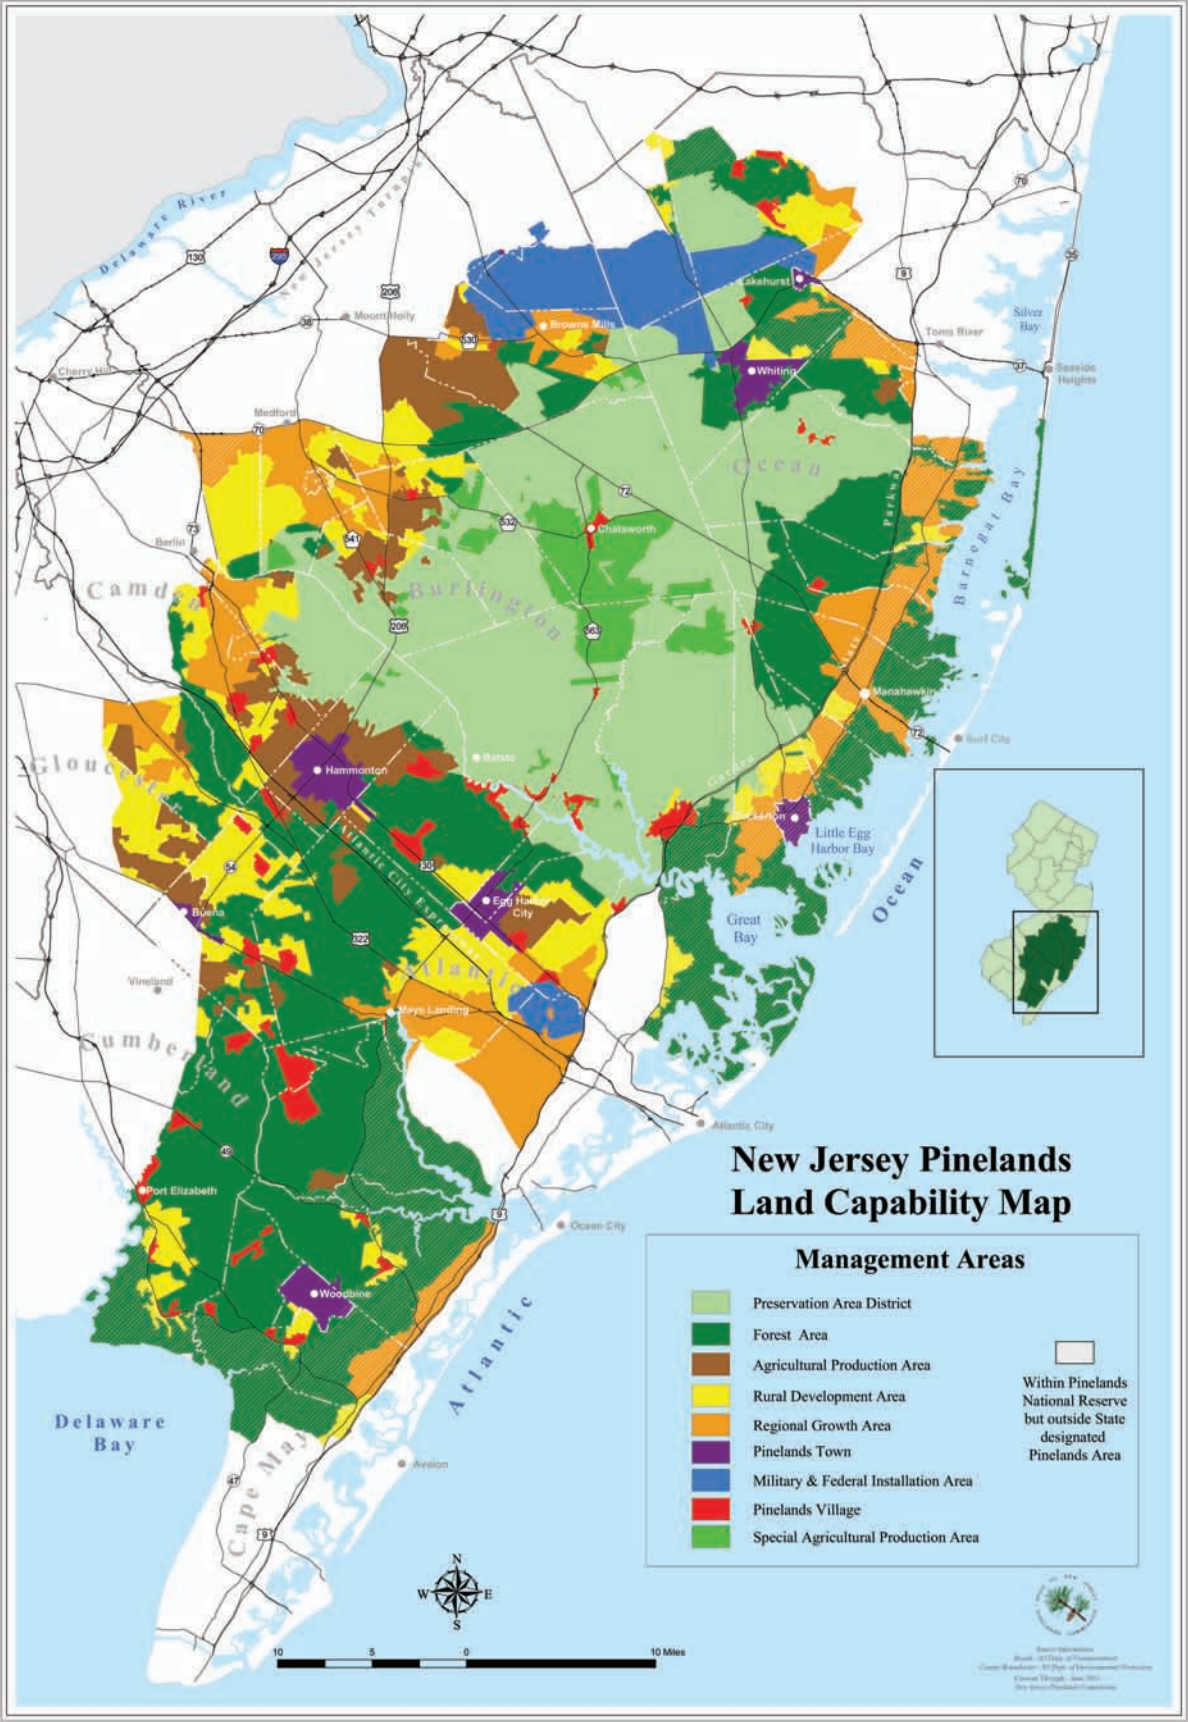 Delaware River
New Jersey Turnpike
130
295
206
38
Mount Holly
530
Browns Mills
Lakehurst
70
35
9
Silver
Bay
Toms River
37
Seaside
Heights
Cherry Hill
Whiting
Medford
70
Ocean
72
Parkway
Barnegat Bay
73
Berlin
541
532
Chatsworth
Camden
Burlington
206
563
State
Manahawkin
72
Surf City
Gloucester
Hammonton
Batsto
Garden
Little Egg
Harbor Bay
Atlantic City Expressway
30
54
Buena
Egg Harbor
City
Great
Bay
Ocean
322
Vineland
Atlantic
Mays Landing
Cumberland
49
Atlantic City
Port Elizabeth
9
Ocean City
Woodbine
Atlantic
Delaware
Bay
Avalon
47
Cape May
9
New Jersey Pinelands
Land Capability Map
Management Areas
Preservation Area District
Forest Area
Agricultural Production Area
Rural Development Area
Regional Growth Area
Pinelands Town
Military & Federal Installation Area
Pinelands Village
Special Agricultural Production Area
Within Pinelands
National Reserve
but outside State
designated
Pinelands Area
N
W E
S
10 5 0 10 Miles